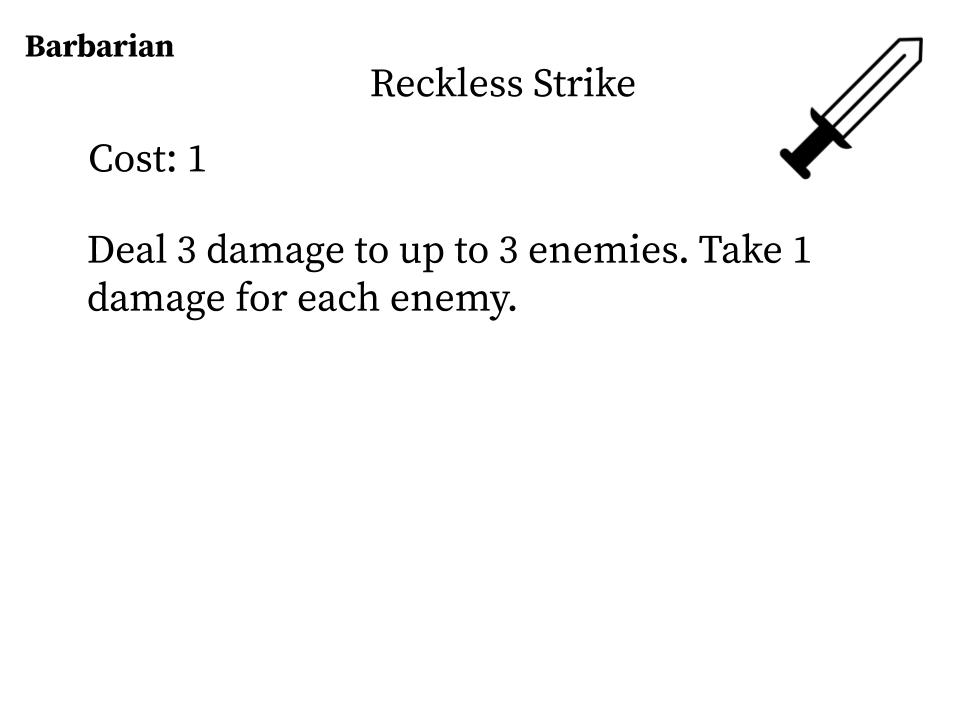 Barbarian
Reckless Strike
Cost: 1
Deal 3 damage to up to 3 enemies. Take 1
damage for each enemy.